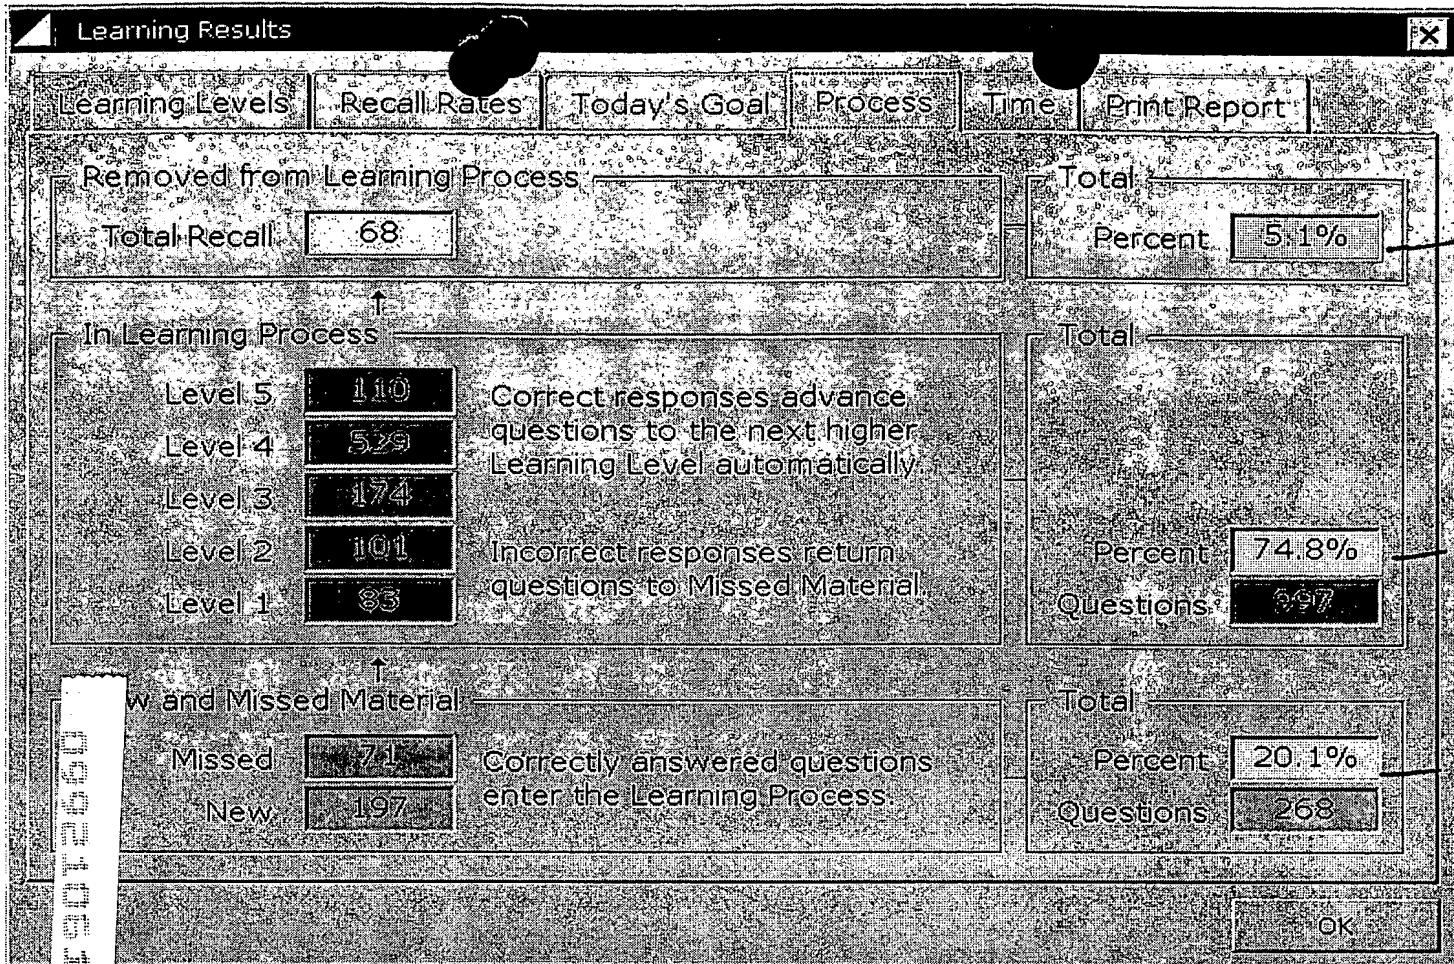 Learning Results
Learning Levels Recall Rates Today's Goal Process Time Print Report
Removed from Learning Process Total
Total Recall 68 Percent 5.1%
↑
In Learning Process Total
Level 5 110 Correct responses advance
Level 4 529 questions to the next higher
Learning Level automatically.
Level 3 174
Level 2 101 Incorrect responses return Percent 74.8%
questions to Missed Material.
Level 1 83 Questions 997
↑
w and Missed Material Total
Missed 71 Correctly answered questions Percent 20.1%
New 197 enter the Learning Process. Questions 268
OK